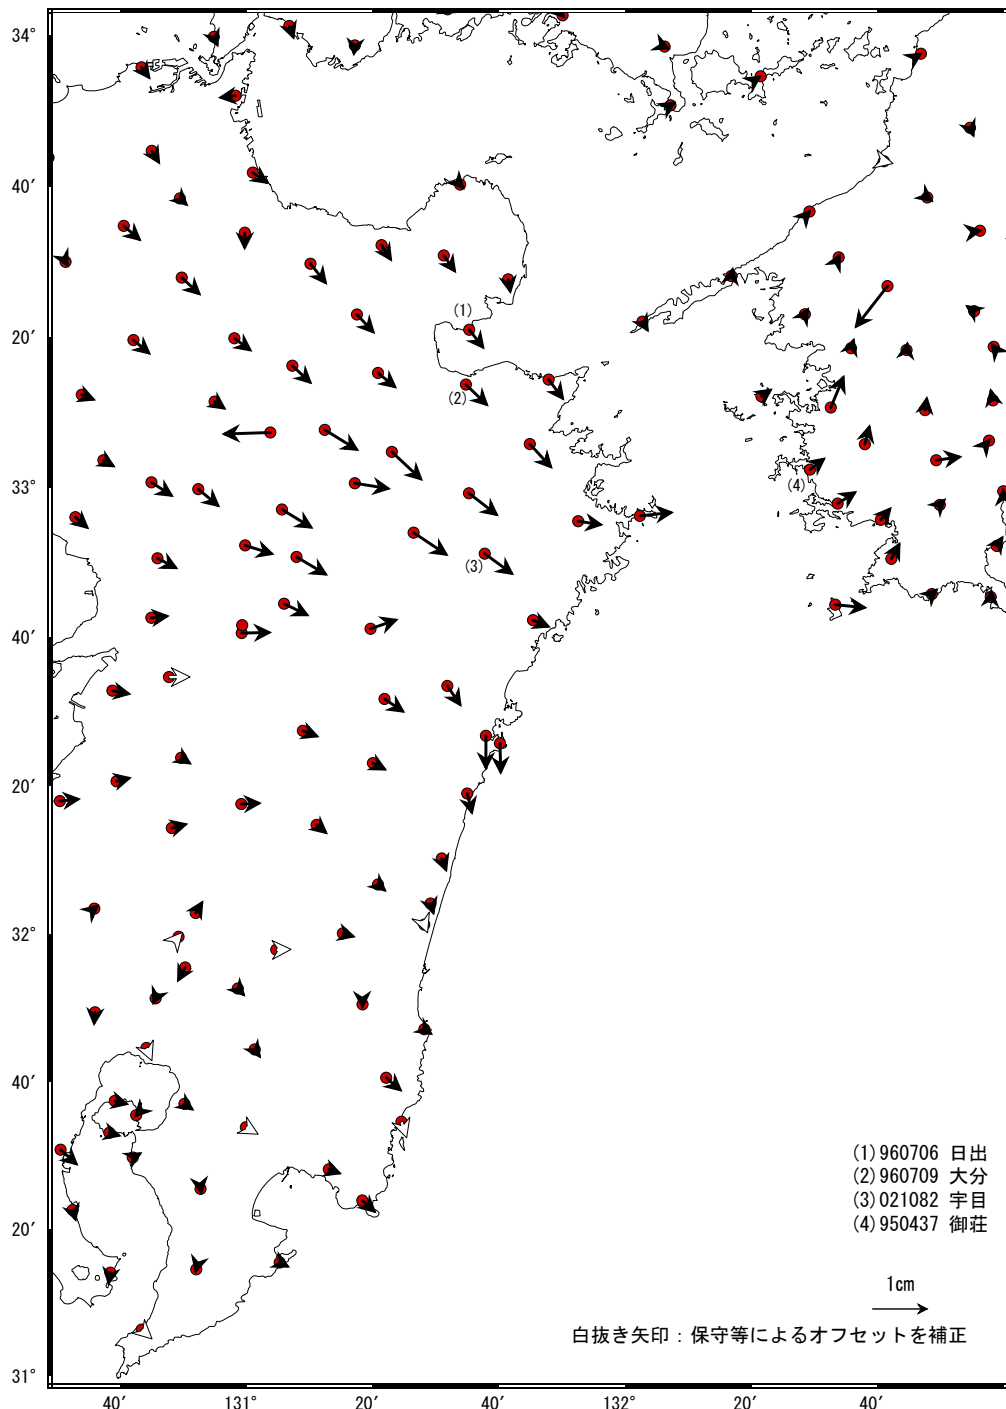 34°
40′
20′
33°
40′
20′
32°
40′
20′
31°
(1)
(2)
(3)
(4)
(1)960706 日出
(2)960709 大分
(3)021082 宇目
(4)950437 御荘
1cm
白抜き矢印：保守等によるオフセットを補正
40′ 131° 20′ 40′ 132° 20′ 40′